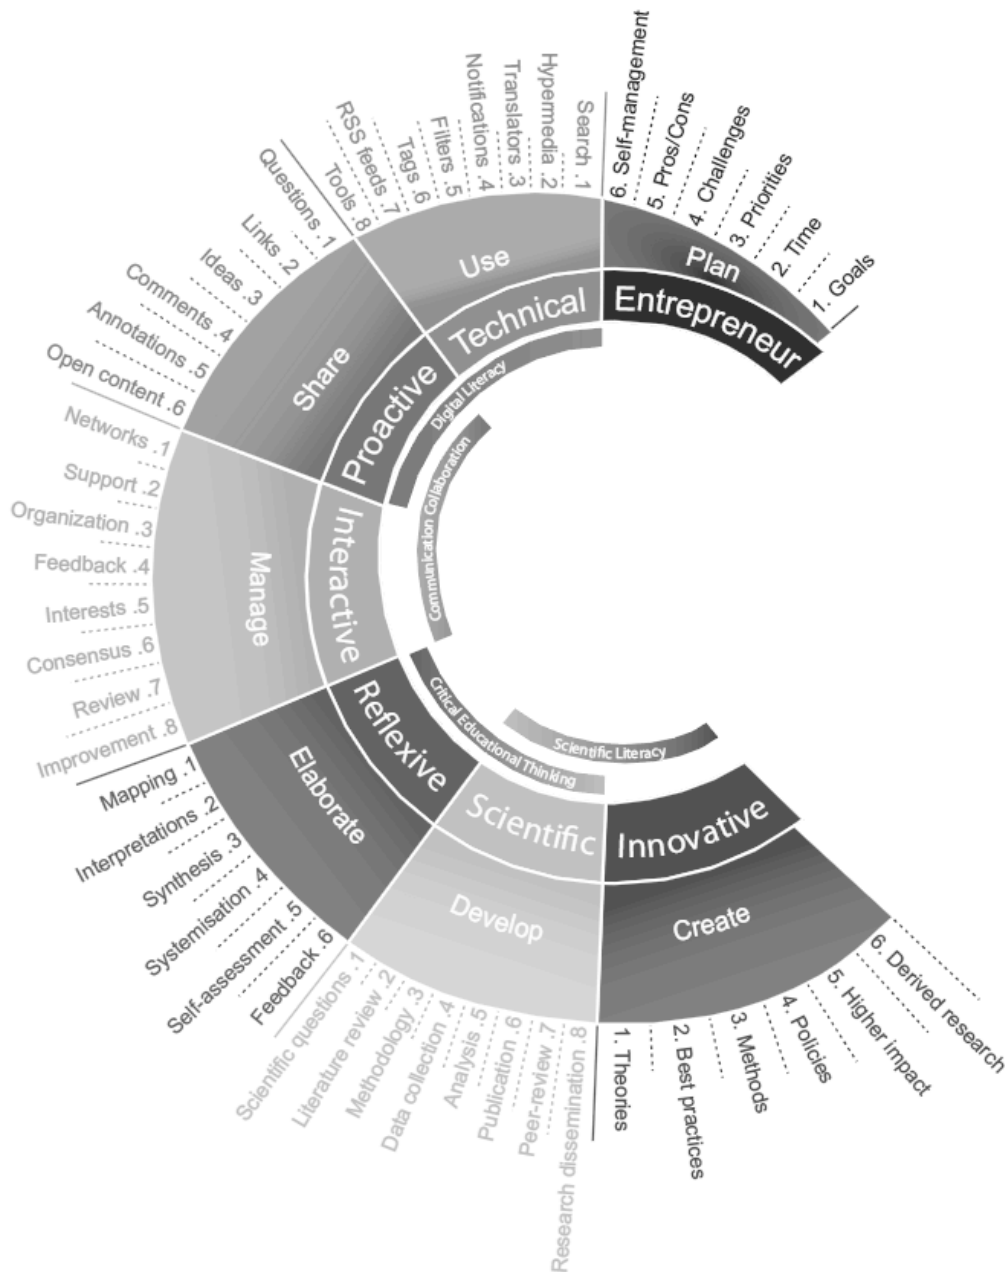 Entrepreneur
Plan
1. Goals
2. Time
3. Priorities
4. Challenges
5. Pros/Cons
6. Self-management
Technical
Use
Search .1
Hypermedia .2
Translators .3
Notifications .4
Filters .5
Tags .6
RSS feeds .7
Tools .8
Proactive
Share
Questions .1
Links .2
Ideas .3
Comments .4
Annotations .5
Open content .6
Interactive
Manage
Networks .1
Support .2
Organization .3
Feedback .4
Interests .5
Consensus .6
Review .7
Improvement .8
Reflexive
Elaborate
Mapping .1
Interpretations .2
Synthesis .3
Systemisation .4
Self-assessment .5
Feedback .6
Scientific
Develop
Scientific questions .1
Literature review .2
Methodology .3
Data collection .4
Analysis .5
Publication .6
Peer-review .7
Research dissemination .8
Innovative
Create
1. Theories
2. Best practices
3. Methods
4. Policies
5. Higher impact
6. Derived research
Digital Literacy
Communication Collaboration
Critical Educational Thinking
Scientific Literacy